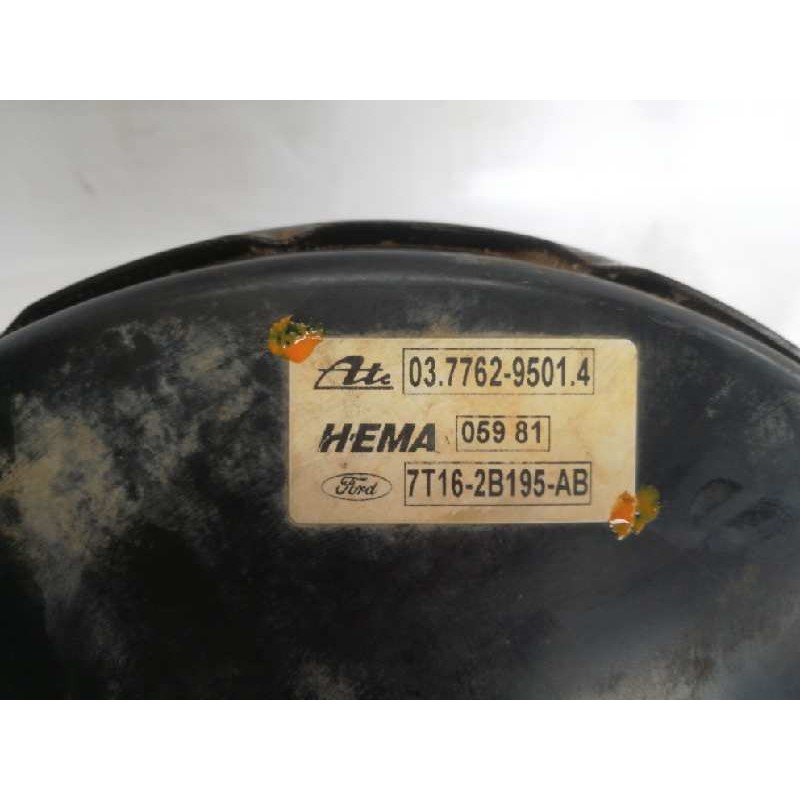 Ate 03.7762-9501.4
HEMA 059 81
Ford 7T16-2B195-AB